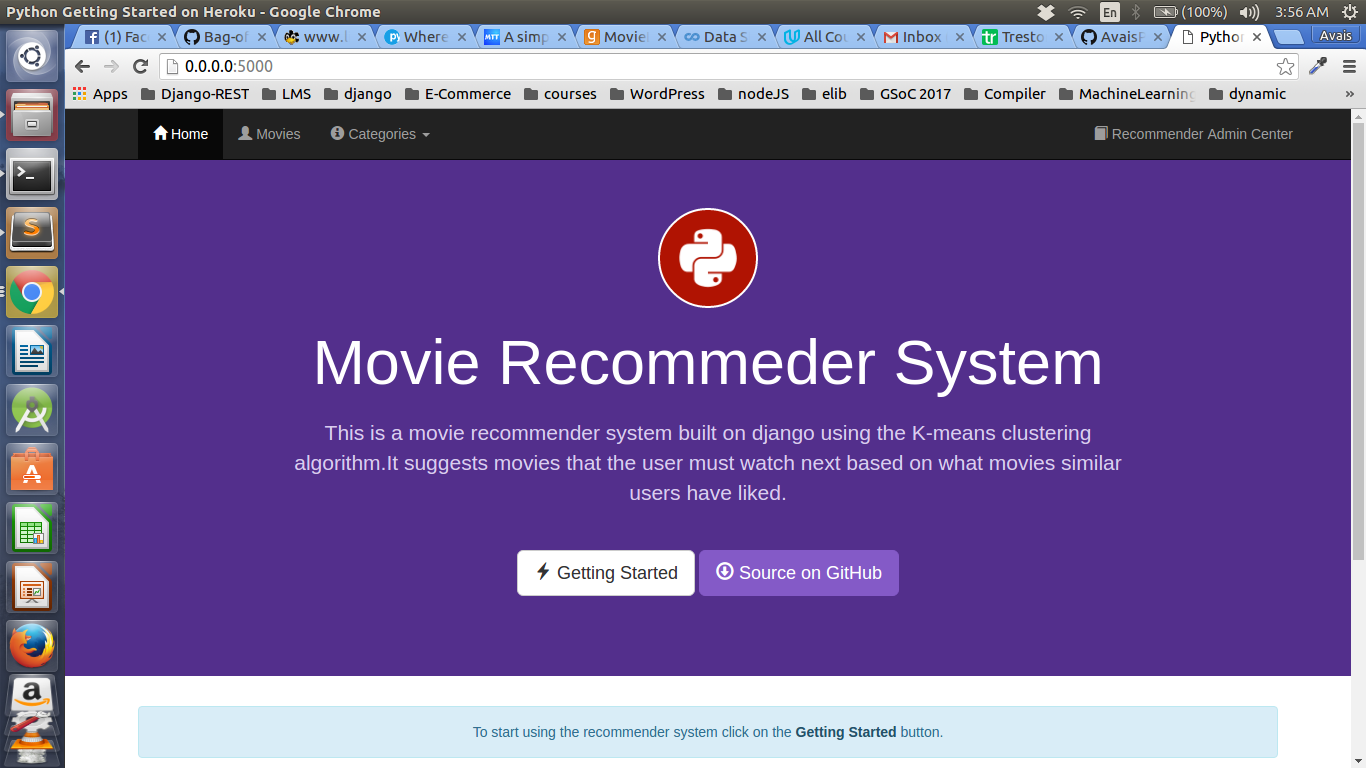 Python Getting Started on Heroku - Google Chrome
En
(100%)
3:56 AM
(1) Fac
Bag-of
www.l
Where
A simp
Movie
Data S
All Cou
Inbox
Tresto
AvaisP
Python
Avais
0.0.0.0:5000
Apps
Django-REST
LMS
django
E-Commerce
courses
WordPress
nodeJS
elib
GSoC 2017
Compiler
MachineLearning
dynamic
»
Home
Movies
Categories
Recommender Admin Center
Movie Recommeder System
This is a movie recommender system built on django using the K-means clustering
algorithm.It suggests movies that the user must watch next based on what movies similar
users have liked.
Getting Started
Source on GitHub
To start using the recommender system click on the Getting Started button.